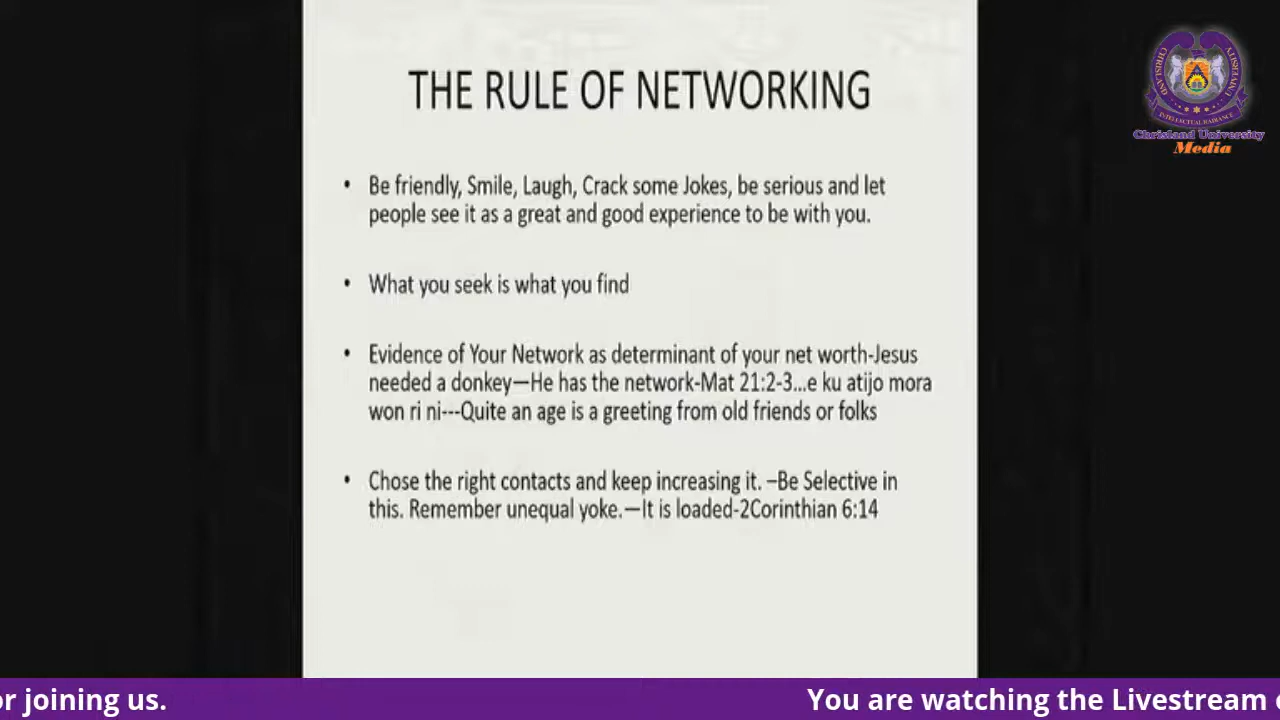 THE RULE OF NETWORKING
• Be friendly, Smile, Laugh, Crack some Jokes, be serious and let
people see it as a great and good experience to be with you.
• What you seek is what you find
• Evidence of Your Network as determinant of your net worth-Jesus
needed a donkey—He has the network-Mat 21:2-3...e ku atijo mora
won ri ni---Quite an age is a greeting from old friends or folks
• Chose the right contacts and keep increasing it. –Be Selective in
this. Remember unequal yoke.—It is loaded-2Corinthian 6:14
CHRISLAND UNIVERSITY
INTELLECTUAL RADIANCE
Chrisland University
Media
or joining us.
You are watching the Livestream